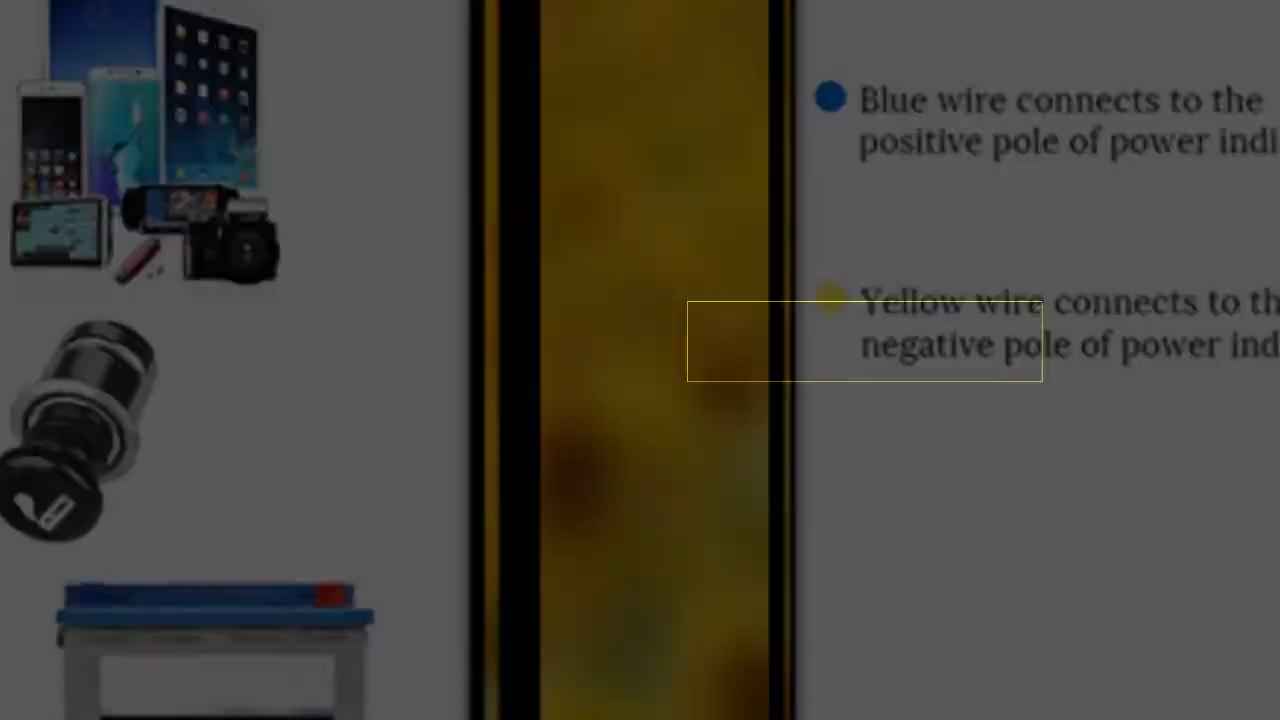 Blue wire connects to the
positive pole of power indi
Yellow wire connects to th
negative pole of power ind